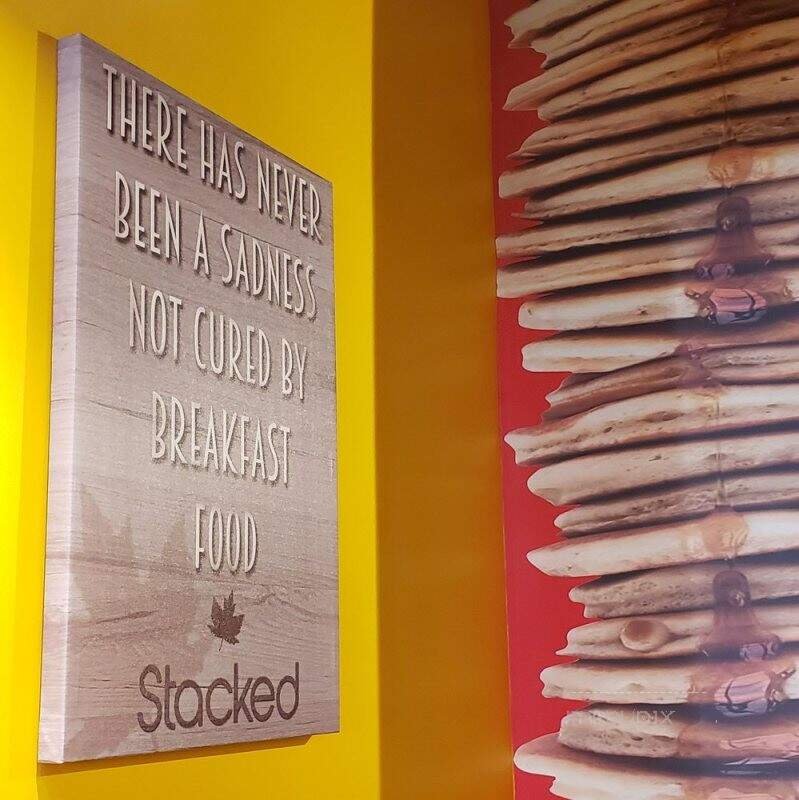 THERE HAS NEVER
BEEN A SADNESS
NOT CURED BY
BREAKFAST
FOOD
Stacked